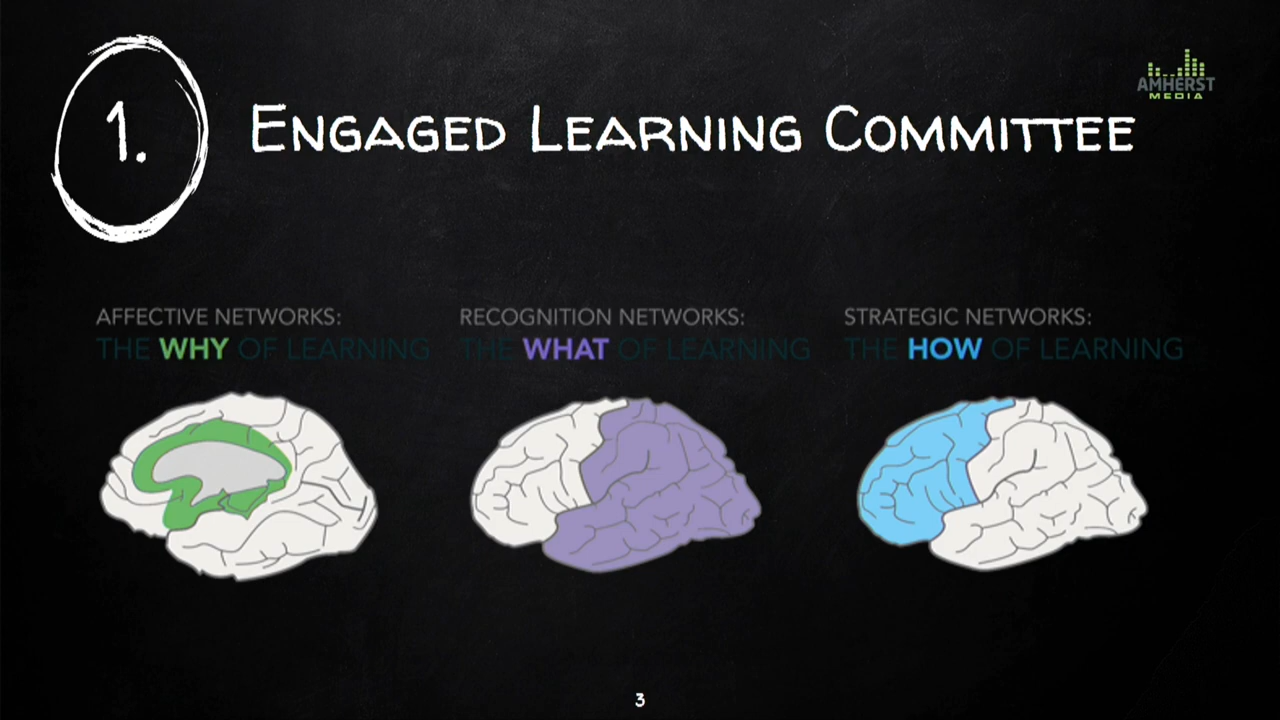 1.
ENGAGED LEARNING COMMITTEE
AMHERST
MEDIA
AFFECTIVE NETWORKS:
THE WHY OF LEARNING
RECOGNITION NETWORKS:
THE WHAT OF LEARNING
STRATEGIC NETWORKS:
THE HOW OF LEARNING
3